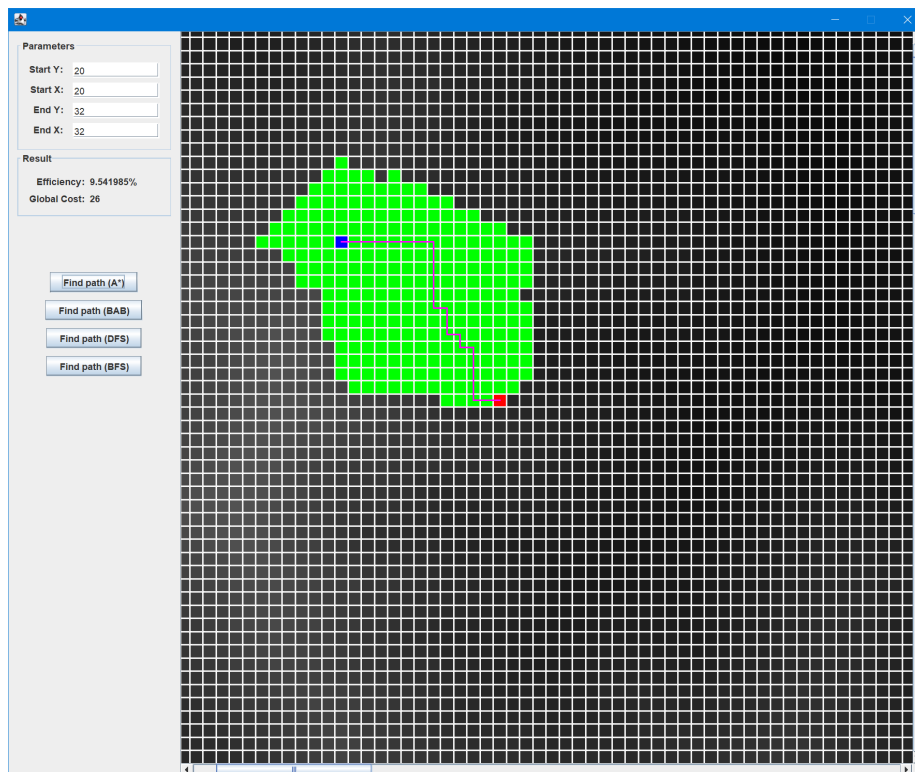 Parameters
Start Y: 20
Start X: 20
End Y: 32
End X: 32
Result
Efficiency: 9.541985%
Global Cost: 26
Find path (A*)
Find path (BAB)
Find path (DFS)
Find path (BFS)